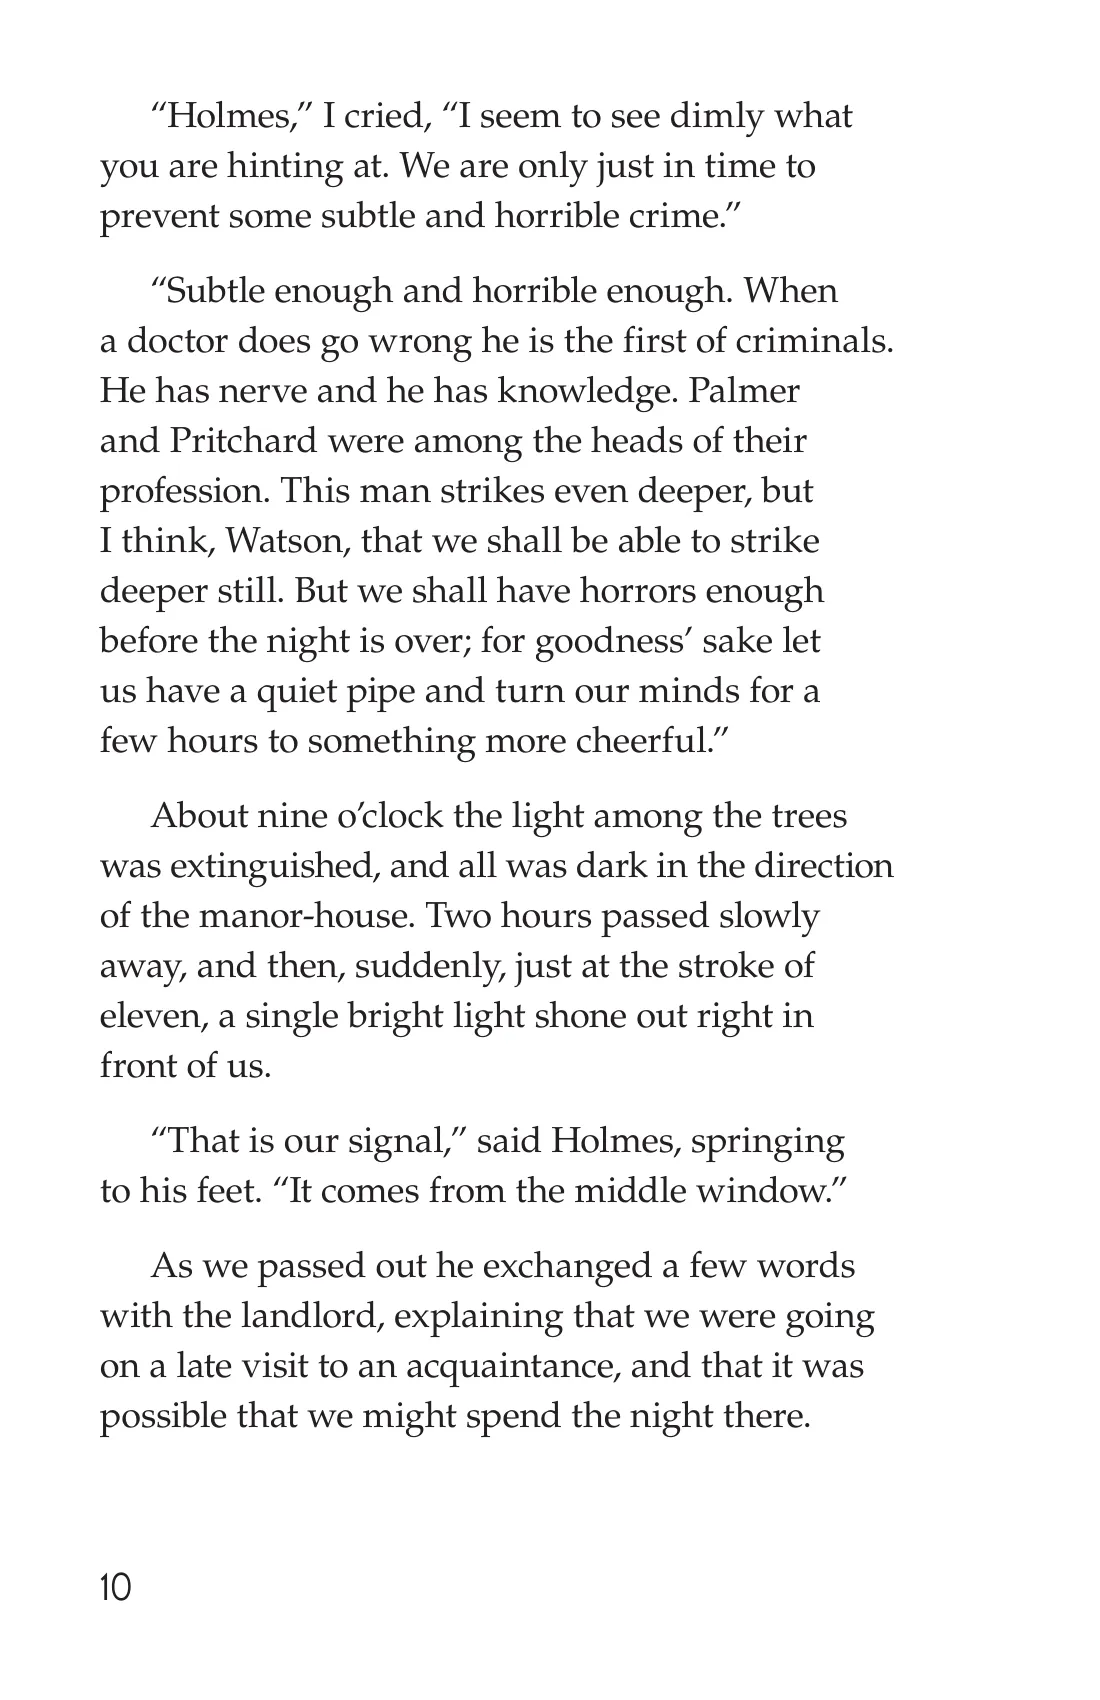 “Holmes,” I cried, “I seem to see dimly what
you are hinting at. We are only just in time to
prevent some subtle and horrible crime.”
“Subtle enough and horrible enough. When
a doctor does go wrong he is the first of criminals.
He has nerve and he has knowledge. Palmer
and Pritchard were among the heads of their
profession. This man strikes even deeper, but
I think, Watson, that we shall be able to strike
deeper still. But we shall have horrors enough
before the night is over; for goodness’ sake let
us have a quiet pipe and turn our minds for a
few hours to something more cheerful.”
About nine o’clock the light among the trees
was extinguished, and all was dark in the direction
of the manor-house. Two hours passed slowly
away, and then, suddenly, just at the stroke of
eleven, a single bright light shone out right in
front of us.
“That is our signal,” said Holmes, springing
to his feet. “It comes from the middle window.”
As we passed out he exchanged a few words
with the landlord, explaining that we were going
on a late visit to an acquaintance, and that it was
possible that we might spend the night there.
10